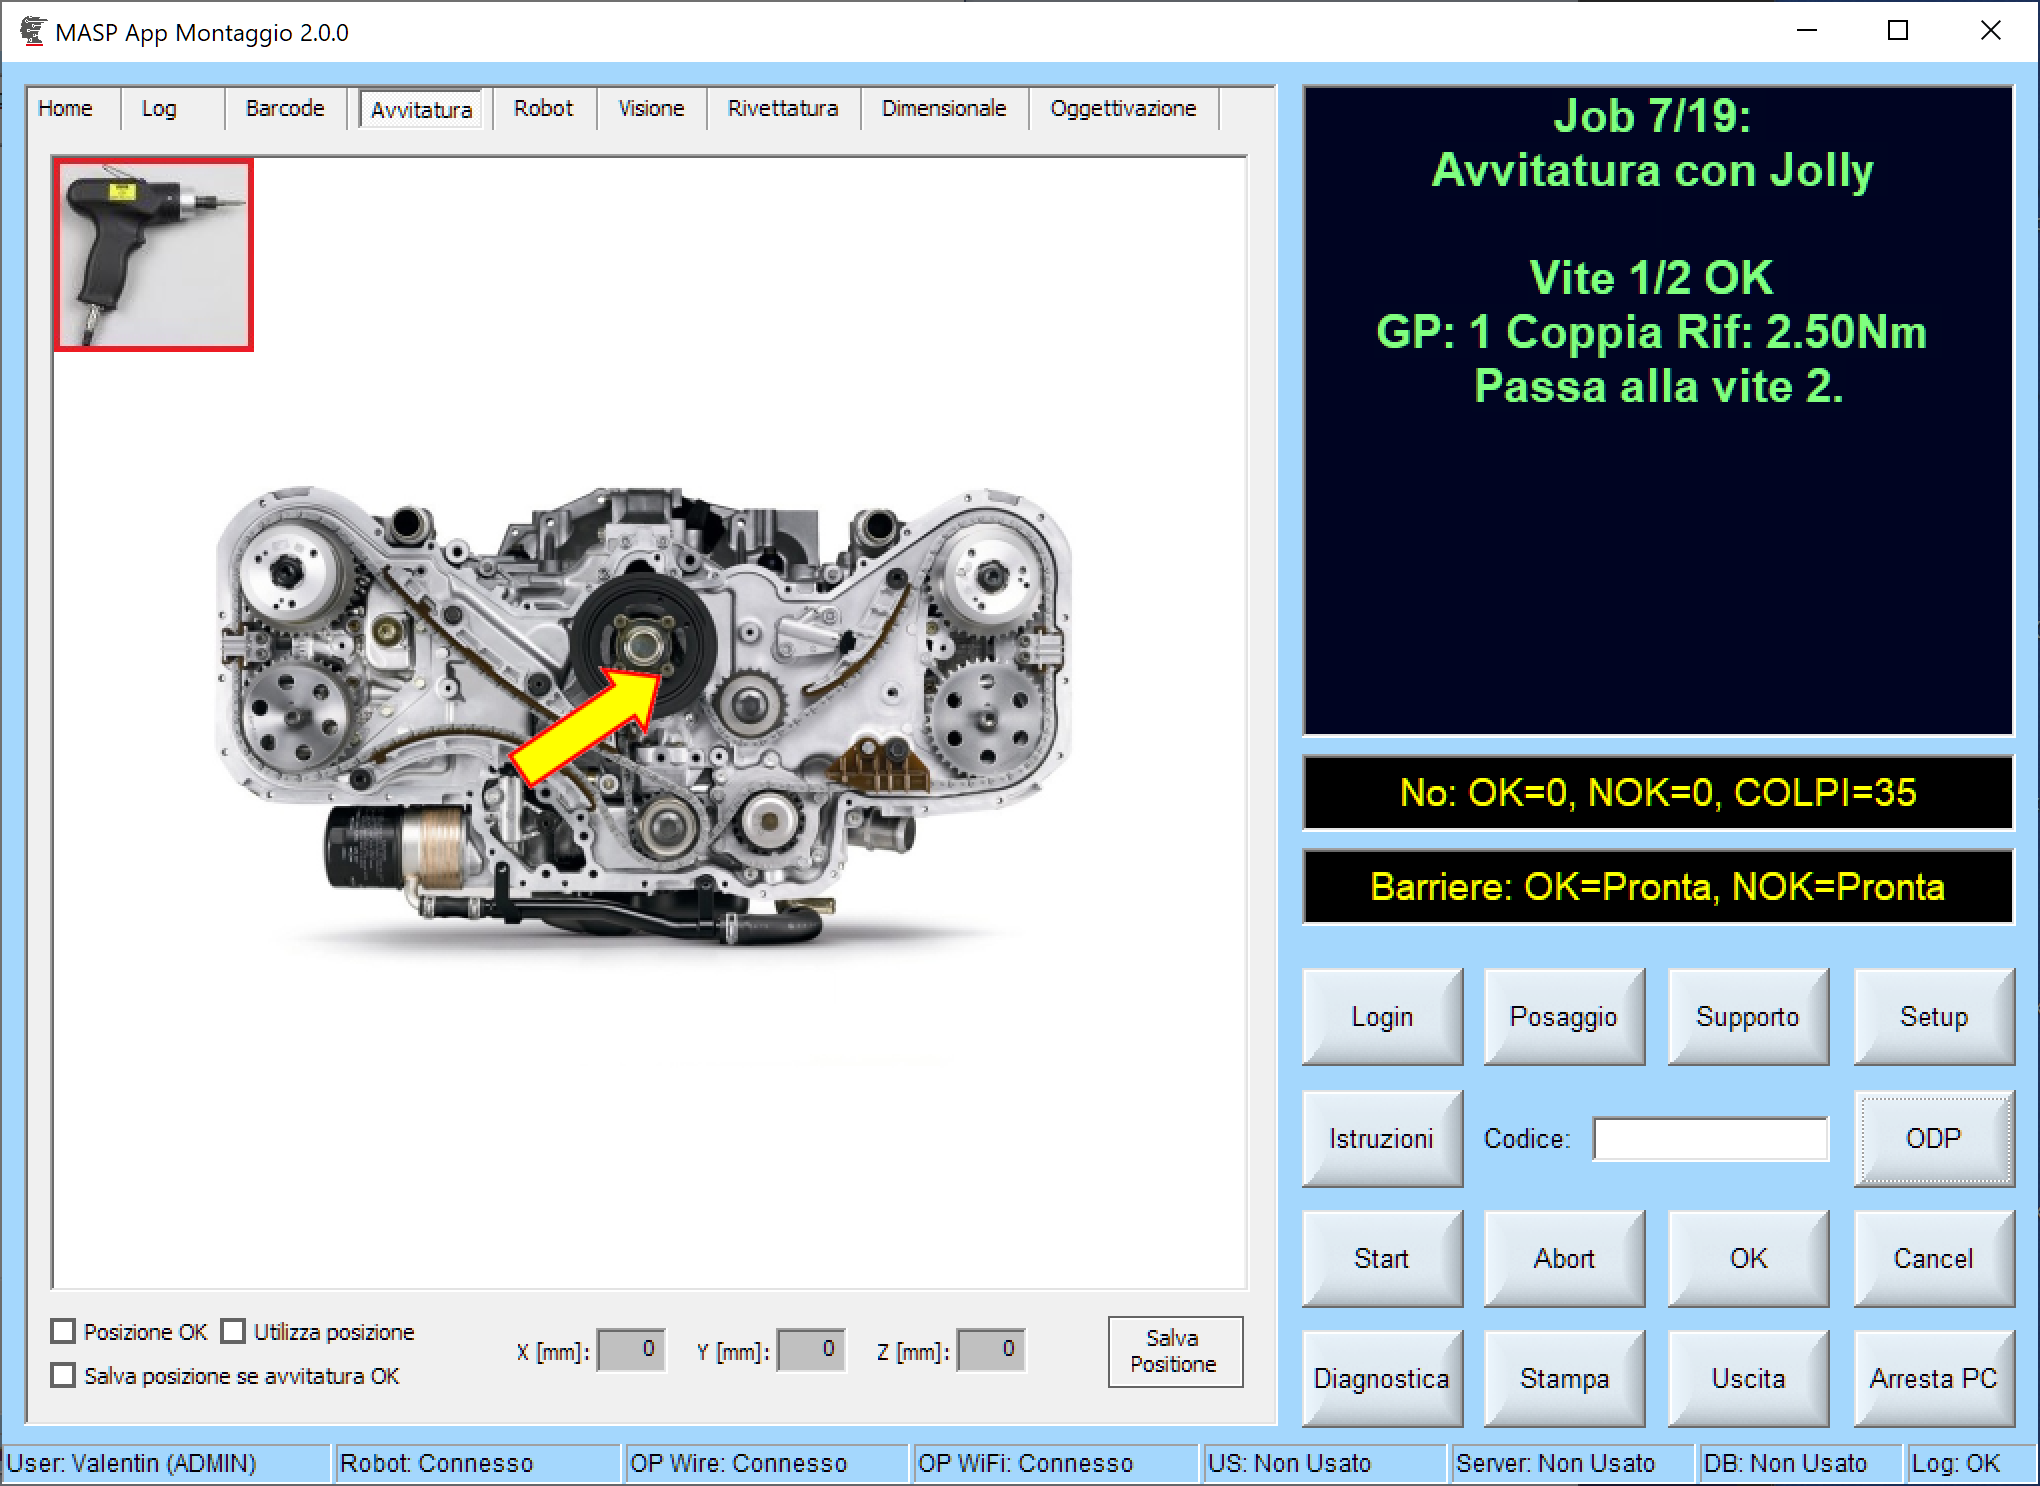 MASP App Montaggio 2.0.0
Home
Log
Barcode
Avvitatura
Robot
Visione
Rivettatura
Dimensionale
Oggettivazione
Job 7/19:
Avvitatura con Jolly
Vite 1/2 OK
GP: 1 Coppia Rif: 2.50Nm
Passa alla vite 2.
No: OK=0, NOK=0, COLPI=35
Barriere: OK=Pronta, NOK=Pronta
Login
Posaggio
Supporto
Setup
Istruzioni
Codice:
ODP
Start
Abort
OK
Cancel
Diagnostica
Stampa
Uscita
Arresta PC
Posizione OK
Utilizza posizione
Salva posizione se avvitatura OK
X [mm]: 0
Y [mm]: 0
Z [mm]: 0
Salva
Positione
User: Valentin (ADMIN)
Robot: Connesso
OP Wire: Connesso
OP WiFi: Connesso
US: Non Usato
Server: Non Usato
DB: Non Usato
Log: OK